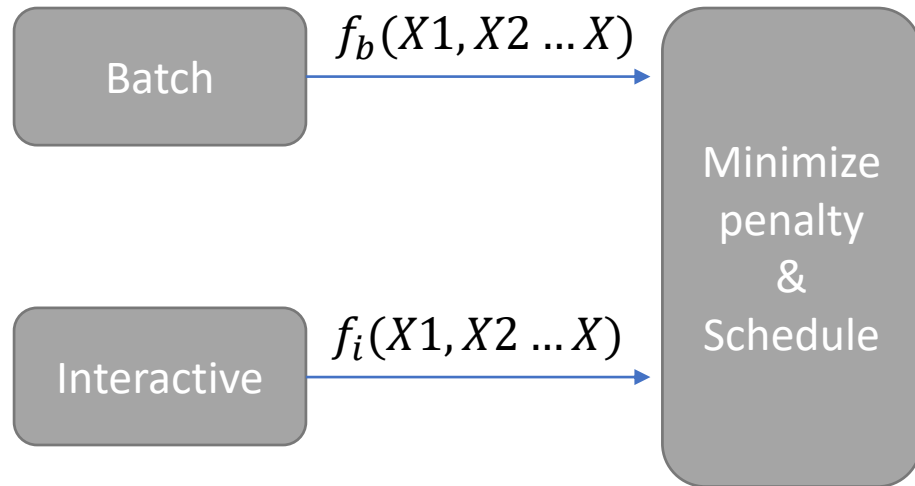 Batch
f_b(X1, X2 … X)
Minimize
penalty
&
Schedule
Interactive
f_i(X1, X2 … X)